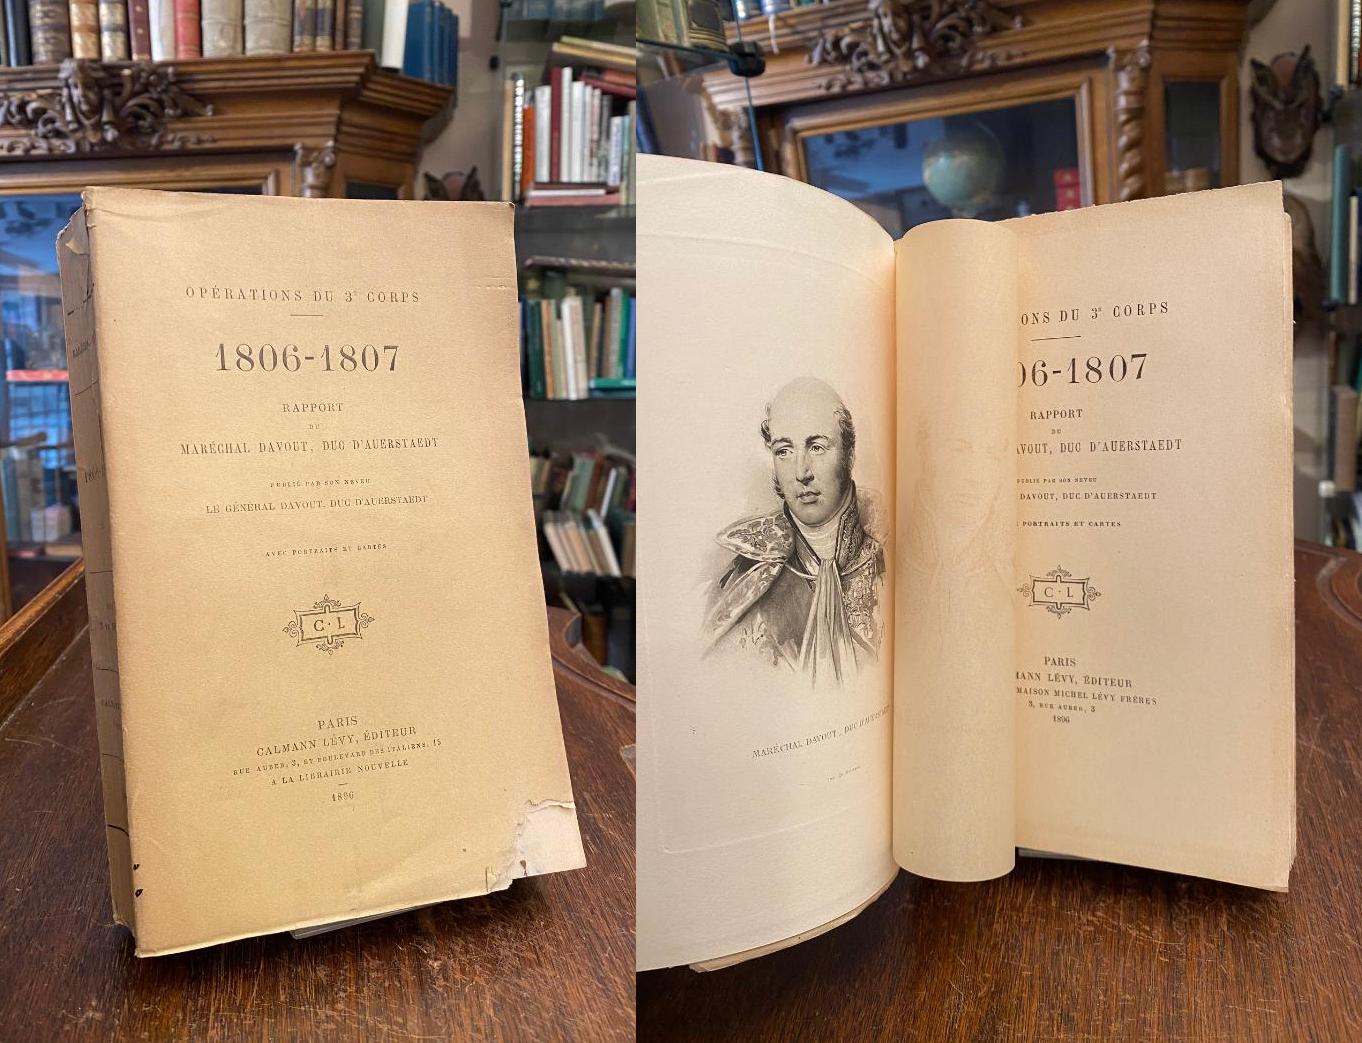 OPÉRATIONS DU 3e CORPS
1806-1807
RAPPORT
DU
MARÉCHAL DAVOUT, DUC D'AUERSTAEDT
PUBLIÉ PAR SON NEVEU
LE GÉNÉRAL DAVOUT, DUC D'AUERSTAEDT
AVEC PORTRAITS ET CARTES
C·L
PARIS
CALMANN LÉVY, ÉDITEUR
RUE AUBER, 3, ET BOULEVARD DES ITALIENS, 15
A LA LIBRAIRIE NOUVELLE
1896
MARÉCHAL DAVOUT, DUC D'AUERSTAEDT
ONS DU 3e CORPS
06-1807
RAPPORT
DU
AVOUT, DUC D'AUERSTAEDT
PUBLIÉ PAR SON NEVEU
DAVOUT, DUC D'AUERSTAEDT
PORTRAITS ET CARTES
C·L
PARIS
MANN LÉVY, ÉDITEUR
MAISON MICHEL LÉVY FRÈRES
3, RUE AUBER, 3
1896